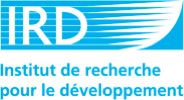 IRD
Institut de recherche
pour le développement